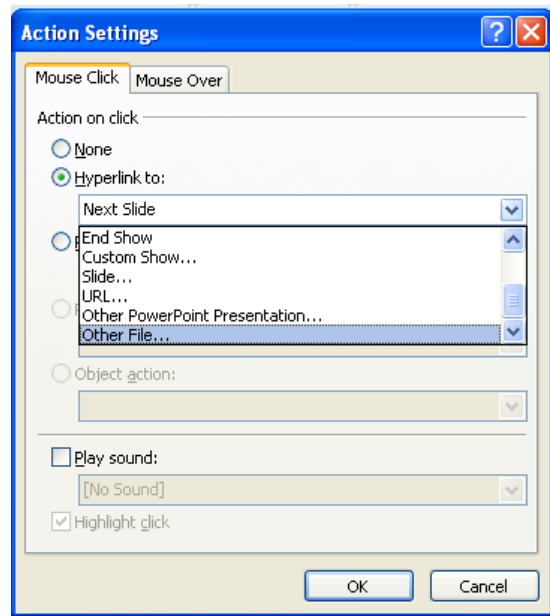 Action Settings
Mouse Click Mouse Over
Action on click
None
Hyperlink to:
Next Slide
End Show
Custom Show...
Slide...
URL...
Other PowerPoint Presentation...
Other File...
Object action:
Play sound:
[No Sound]
Highlight click
OK Cancel